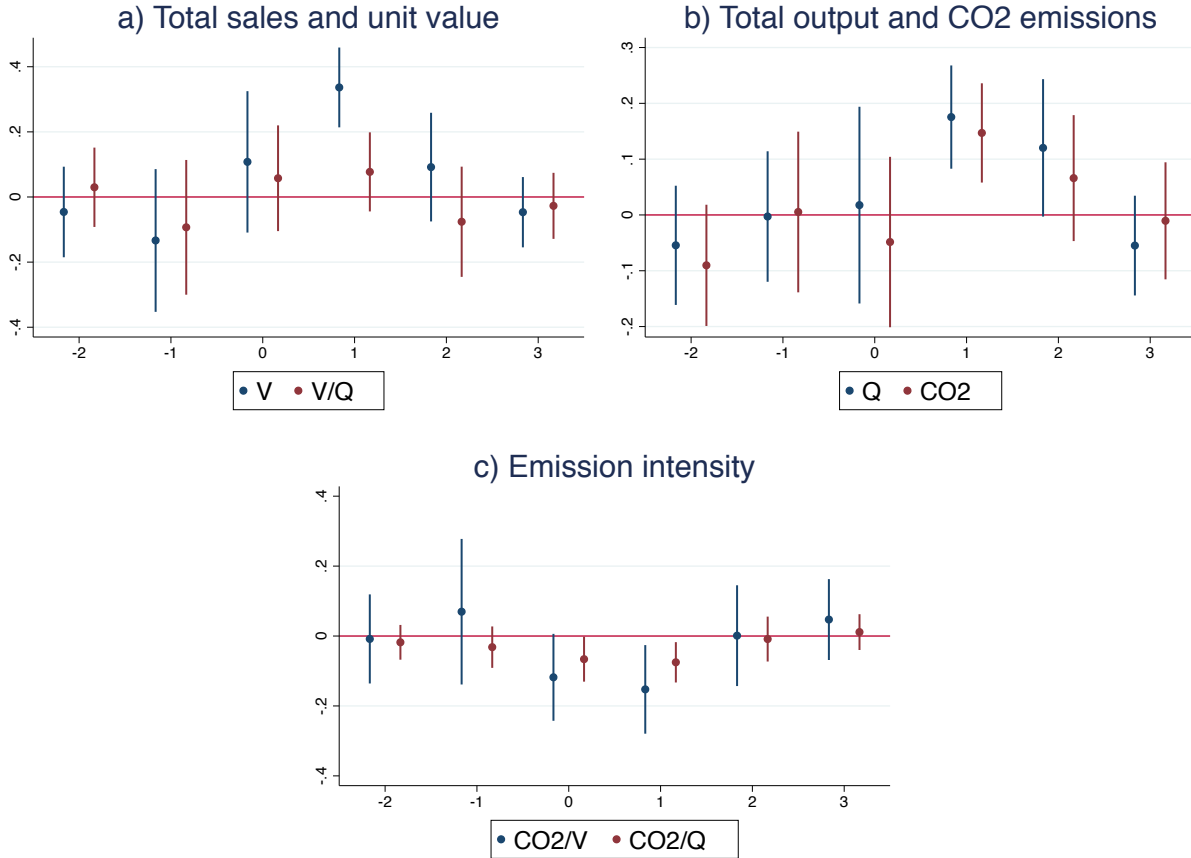 a) Total sales and unit value
.4
.2
0
-.2
-.4
-2 -1 0 1 2 3
V V/Q
b) Total output and CO2 emissions
.3
.2
.1
0
-.1
-.2
-2 -1 0 1 2 3
Q CO2
c) Emission intensity
.4
.2
0
-.2
-.4
-2 -1 0 1 2 3
CO2/V CO2/Q